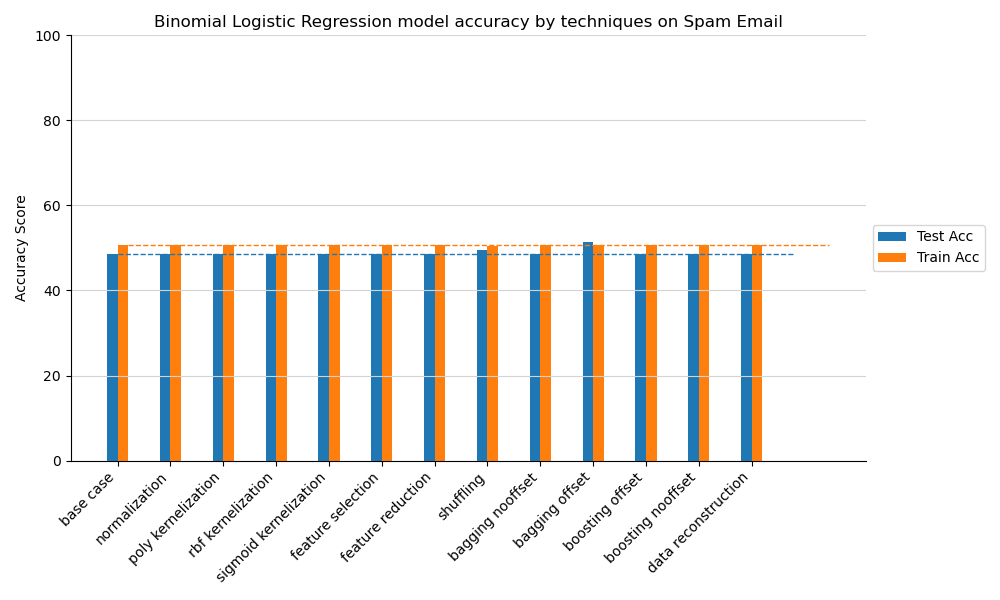 Binomial Logistic Regression model accuracy by techniques on Spam Email
100
80
60
40
20
0
Accuracy Score
Test Acc
Train Acc
base case
normalization
poly kernelization
rbf kernelization
sigmoid kernelization
feature selection
feature reduction
shuffling
bagging nooffset
bagging offset
boosting offset
boosting nooffset
data reconstruction